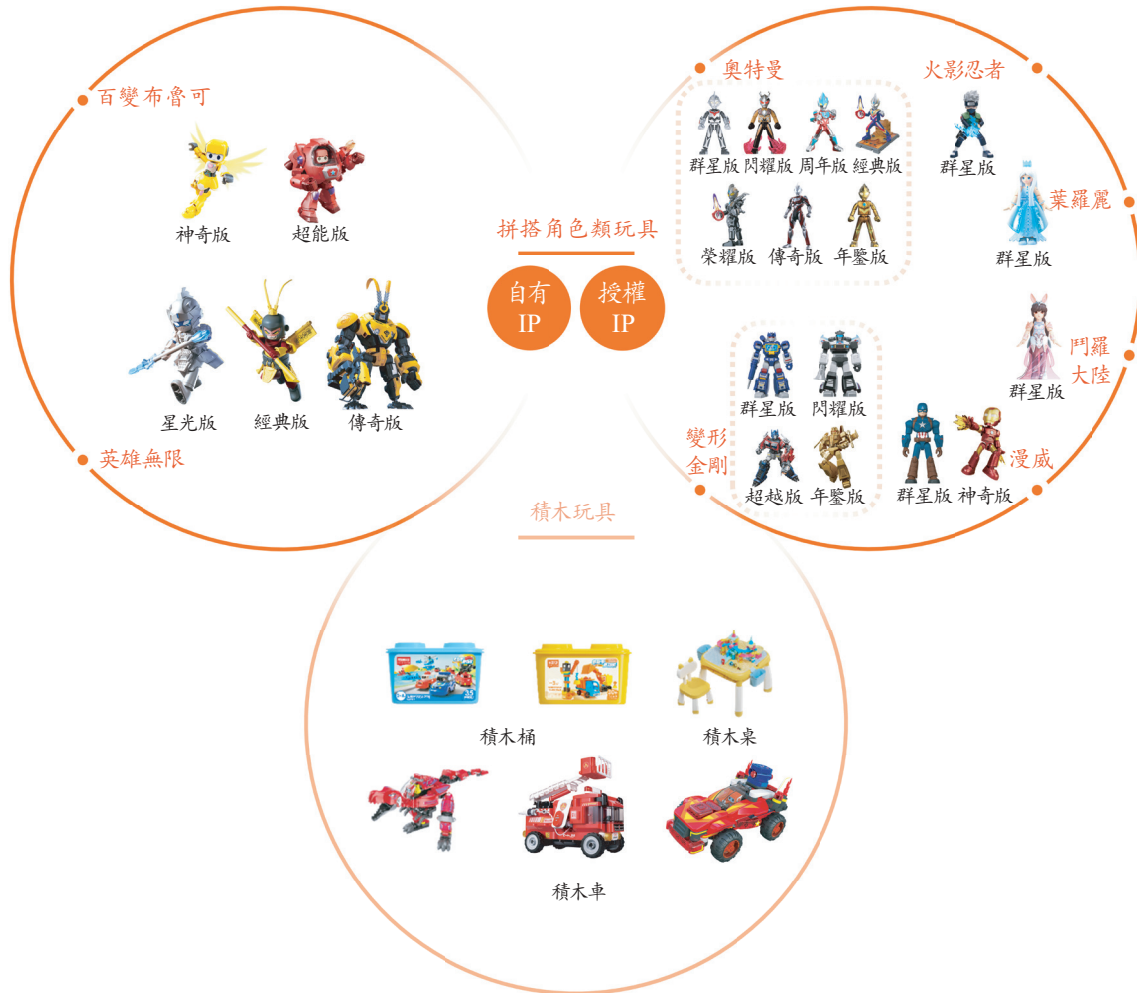 百變布魯可
神奇版
超能版
星光版
經典版
傳奇版
英雄無限
拼搭角色類玩具
自有
IP
授權
IP
奧特曼
群星版
閃耀版
周年版
經典版
榮耀版
傳奇版
年鑒版
火影忍者
群星版
葉羅麗
群星版
鬥羅
大陸
群星版
變形
金剛
群星版
閃耀版
超越版
年鑒版
漫威
群星版
神奇版
積木玩具
積木桶
積木桌
積木車